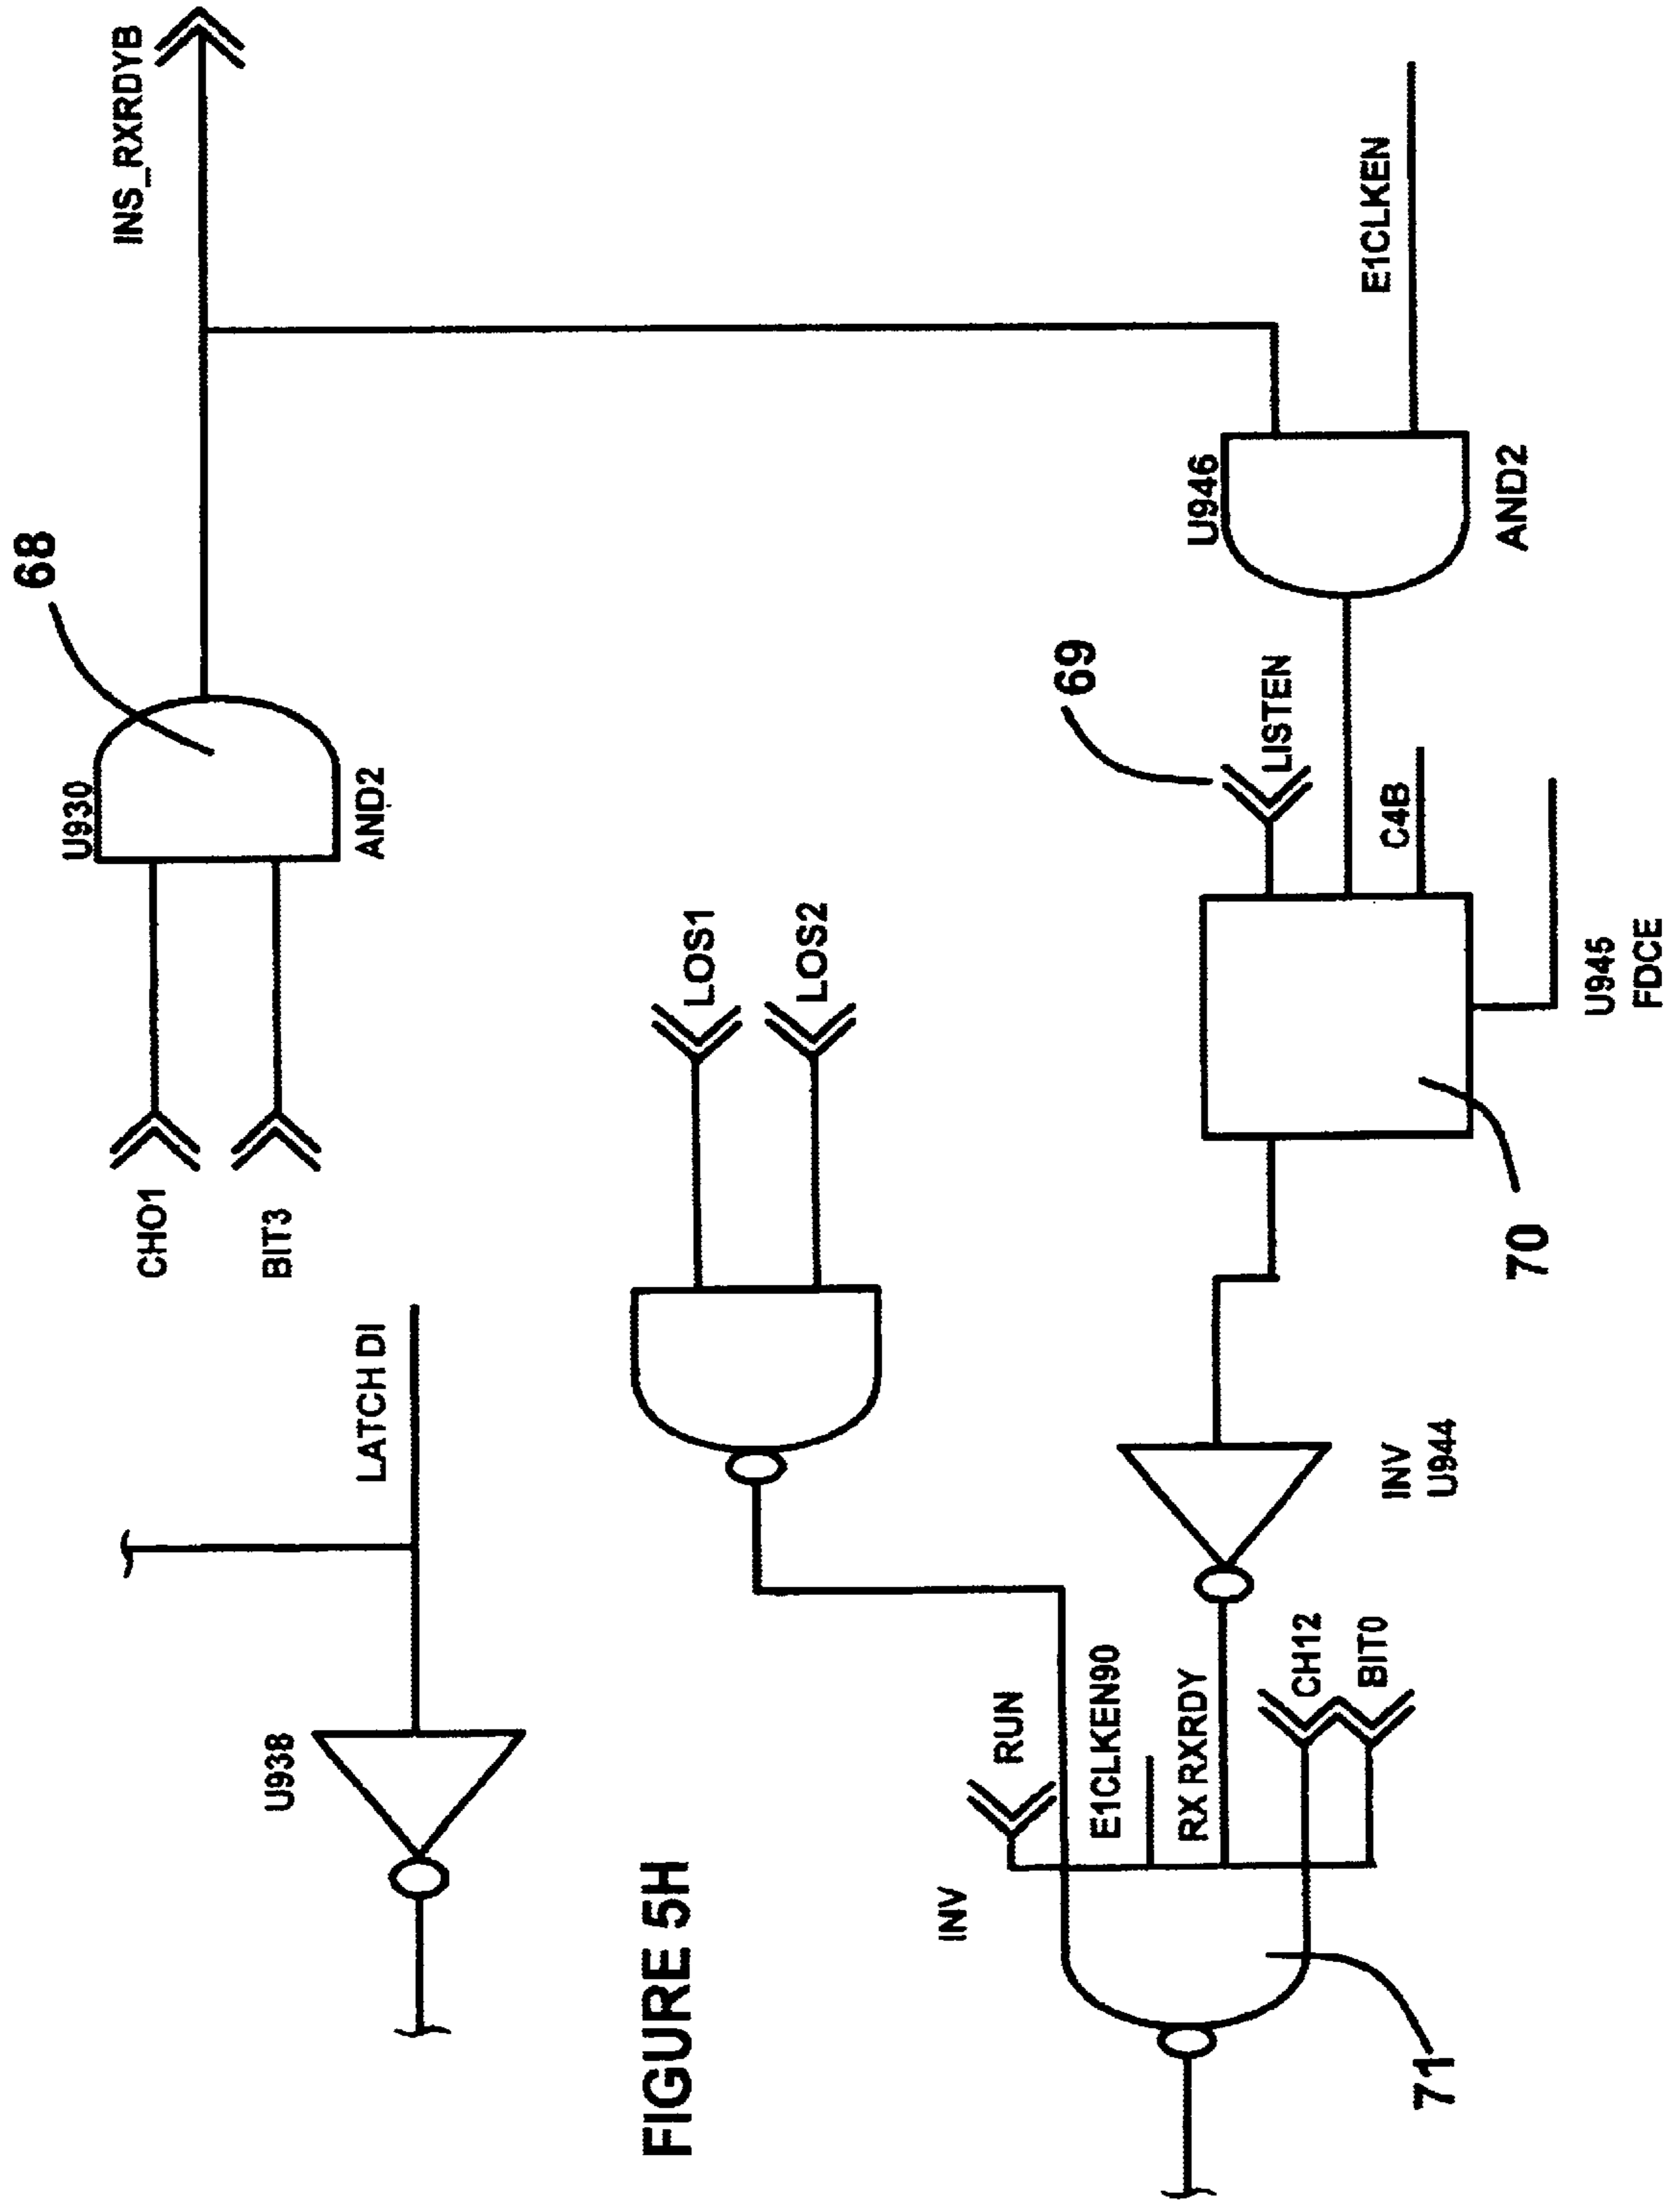 INS_RXRDYB
68
U930
AND2
CHO1
BIT3
LATCH DI
U938
E1CLKEN
U946
AND2
69
LISTEN
C4B
LOS1
LOS2
U945
FDCE
70
INV
U944
RUN
E1CLKEN90
RX RXRDY
CH12
BIT0
INV
71
FIGURE 5H